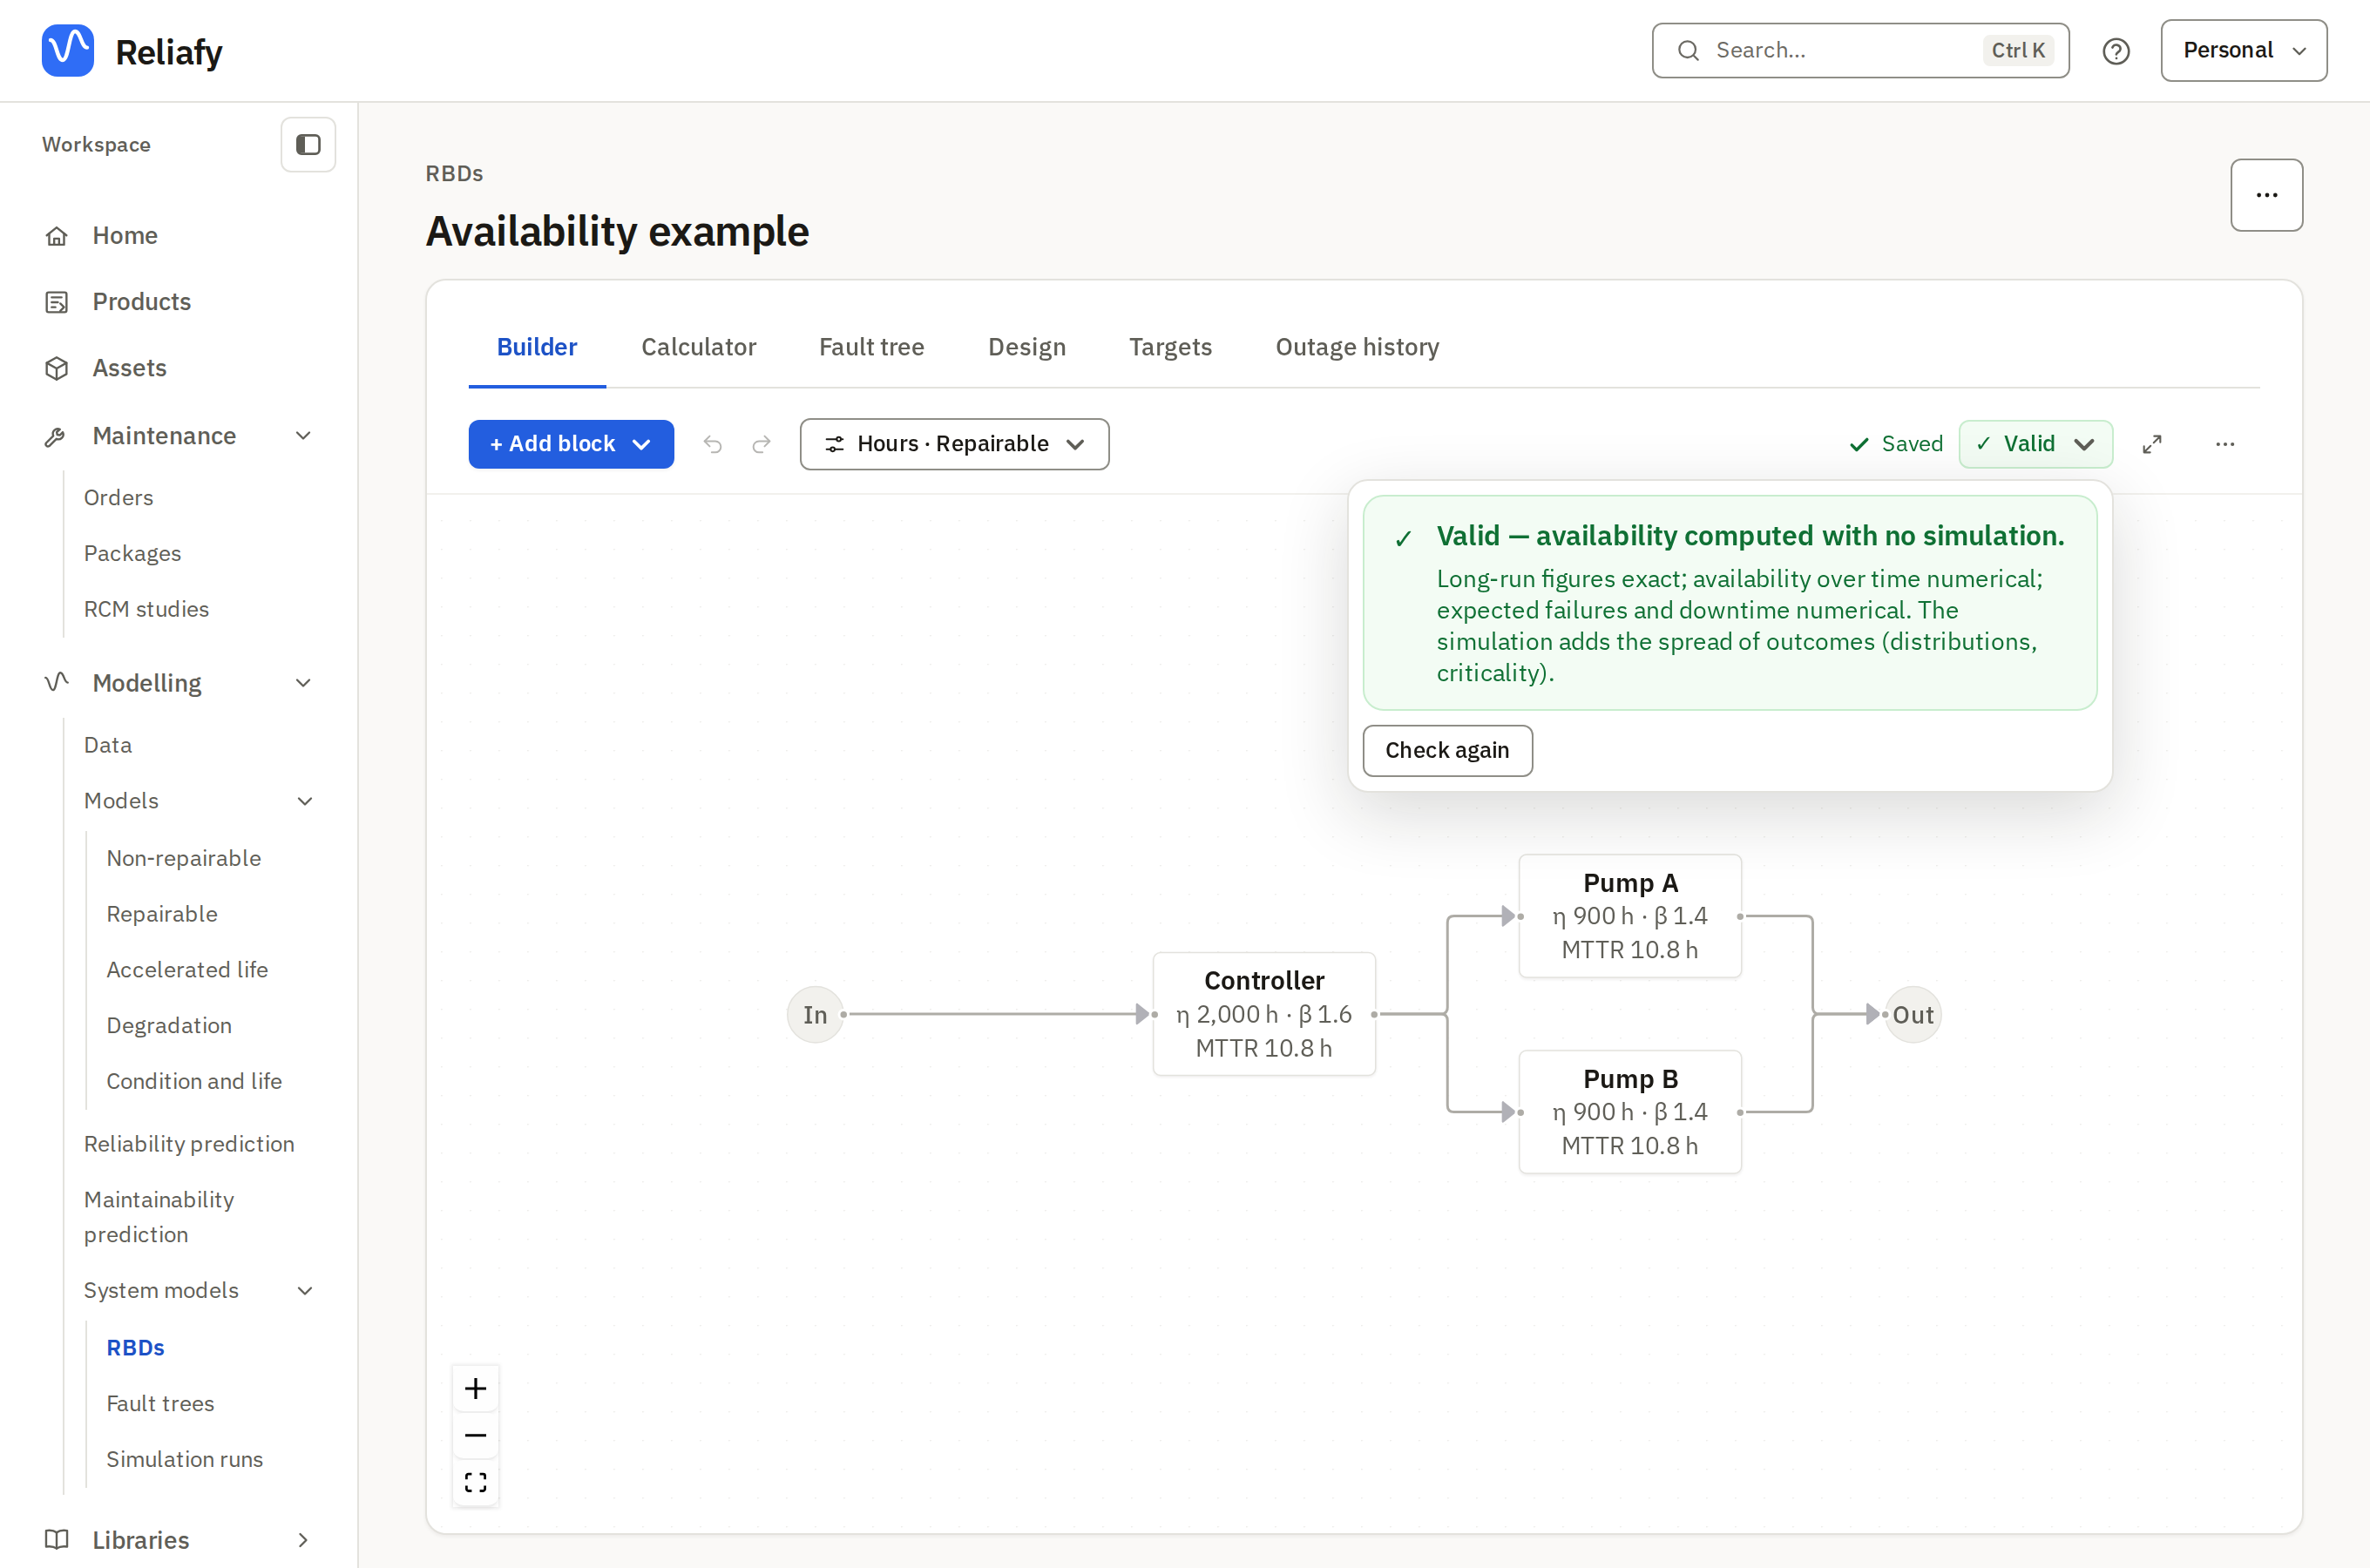 Reliafy
Search...
Ctrl K
Personal
Workspace
Home
Products
Assets
Maintenance
Orders
Packages
RCM studies
Modelling
Data
Models
Non-repairable
Repairable
Accelerated life
Degradation
Condition and life
Reliability prediction
Maintainability
prediction
System models
RBDs
Fault trees
Simulation runs
Libraries
RBDs
Availability example
Builder
Calculator
Fault tree
Design
Targets
Outage history
+ Add block
Hours · Repairable
Saved
✓ Valid
✓ Valid — availability computed with no simulation.
Long-run figures exact; availability over time numerical;
expected failures and downtime numerical. The
simulation adds the spread of outcomes (distributions,
criticality).
Check again
In
Controller
η 2,000 h · β 1.6
MTTR 10.8 h
Pump A
η 900 h · β 1.4
MTTR 10.8 h
Pump B
η 900 h · β 1.4
MTTR 10.8 h
Out